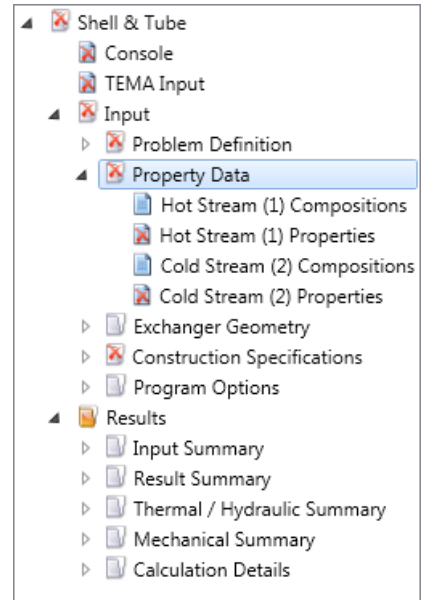 Shell & Tube
Console
TEMA Input
Input
Problem Definition
Property Data
Hot Stream (1) Compositions
Hot Stream (1) Properties
Cold Stream (2) Compositions
Cold Stream (2) Properties
Exchanger Geometry
Construction Specifications
Program Options
Results
Input Summary
Result Summary
Thermal / Hydraulic Summary
Mechanical Summary
Calculation Details